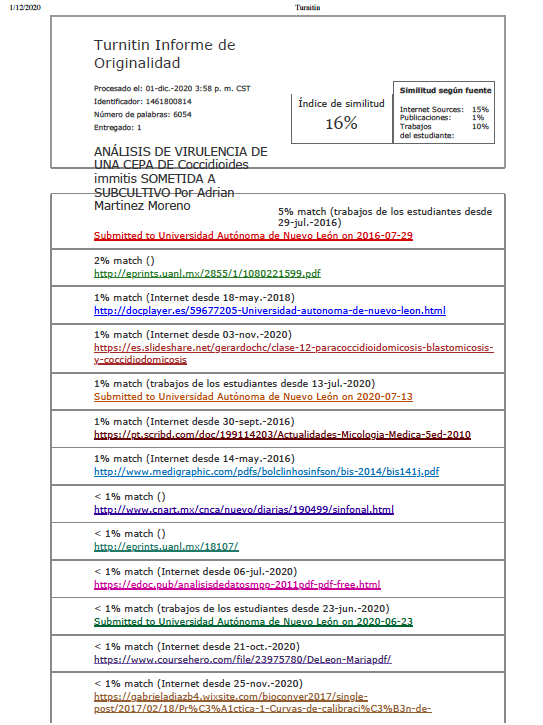 1/12/2020
Turnitin
Turnitin Informe de
Originalidad
Procesado el: 01-dic.-2020 3:58 p. m. CST
Identificador: 1461800814
Número de palabras: 6054
Entregado: 1
Índice de similitud
16%
Similitud según fuente
Internet Sources: 15%
Publicaciones: 1%
Trabajos 10%
del estudiante:
ANÁLISIS DE VIRULENCIA DE
UNA CEPA DE Coccidioides
immitis SOMETIDA A
SUBCULTIVO Por Adrian
Martinez Moreno
5% match (trabajos de los estudiantes desde
29-jul.-2016)
Submitted to Universidad Autónoma de Nuevo León on 2016-07-29
2% match ()
http://eprints.uanl.mx/2855/1/1080221599.pdf
1% match (Internet desde 18-may.-2018)
http://docplayer.es/59677205-Universidad-autonoma-de-nuevo-leon.html
1% match (Internet desde 03-nov.-2020)
https://es.slideshare.net/gerardochc/clase-12-paracoccidioidomicosis-blastomicosis-
y-coccidiodomicosis
1% match (trabajos de los estudiantes desde 13-jul.-2020)
Submitted to Universidad Autónoma de Nuevo León on 2020-07-13
1% match (Internet desde 30-sept.-2016)
https://pt.scribd.com/doc/199114203/Actualidades-Micologia-Medica-5ed-2010
1% match (Internet desde 14-may.-2016)
http://www.medigraphic.com/pdfs/bolclinhosinfson/bis-2014/bis141j.pdf
< 1% match ()
http://www.cnart.mx/cnca/nuevo/diarias/190499/sinfonal.html
< 1% match ()
http://eprints.uanl.mx/18107/
< 1% match (Internet desde 06-jul.-2020)
https://edoc.pub/analisisdedatosmpp-2011pdf-pdf-free.html
< 1% match (trabajos de los estudiantes desde 23-jun.-2020)
Submitted to Universidad Autónoma de Nuevo León on 2020-06-23
< 1% match (Internet desde 21-oct.-2020)
https://www.coursehero.com/file/23975780/DeLeon-Mariapdf/
< 1% match (Internet desde 25-nov.-2020)
https://gabrieladiazb4.wixsite.com/bioconver2017/single-
post/2017/02/18/Pr%C3%A1ctica-1-Curvas-de-calibraci%C3%B3n-de-